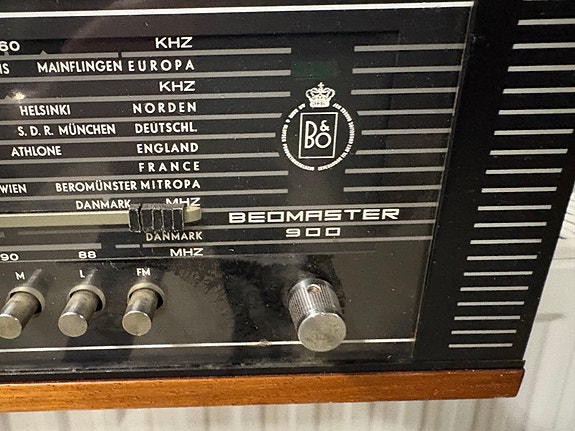 60 KHZ
IS MAINFLINGEN EUROPA
KHZ
HELSINKI NORDEN
S.D.R. MÜNCHEN DEUTSCHL.
ATHLONE ENGLAND
FRANCE
WIEN BEROMÜNSTER MITROPA
DANMARK MHZ
DANMARK
90 88 MHZ
M L FM
B&O
BEOMASTER
900